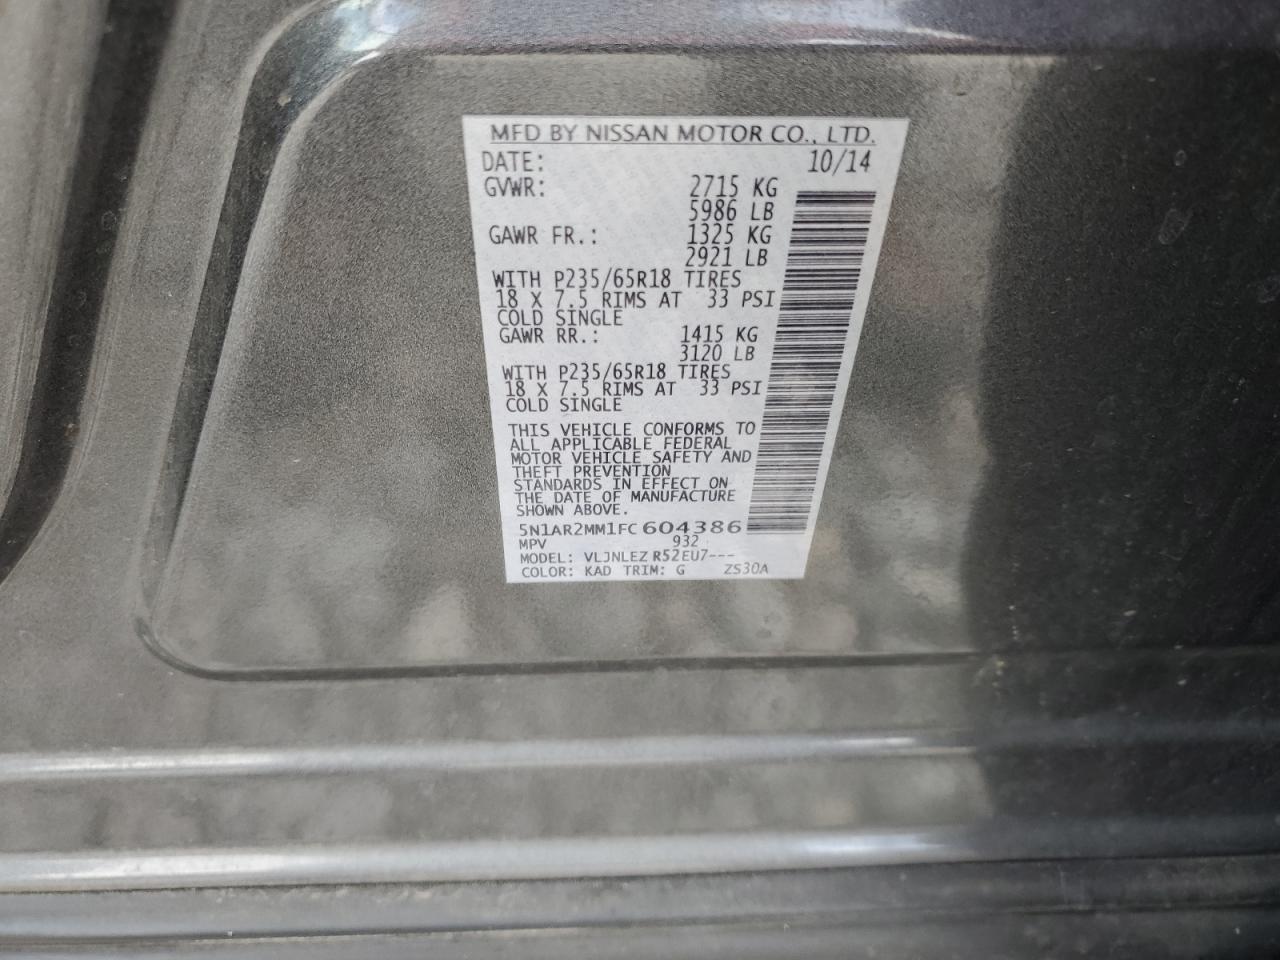 MFD BY NISSAN MOTOR CO., LTD.
DATE: 10/14
GVWR: 2715 KG
5986 LB
GAWR FR.: 1325 KG
2921 LB
WITH P235/65R18 TIRES
18 X 7.5 RIMS AT 33 PSI
COLD SINGLE
GAWR RR.: 1415 KG
3120 LB
WITH P235/65R18 TIRES
18 X 7.5 RIMS AT 33 PSI
COLD SINGLE
THIS VEHICLE CONFORMS TO
ALL APPLICABLE FEDERAL
MOTOR VEHICLE SAFETY AND
THEFT PREVENTION
STANDARDS IN EFFECT ON
THE DATE OF MANUFACTURE
SHOWN ABOVE.
5N1AR2MM1FC604386
MPV 932
MODEL: VLJNLEZ R52EU7---
COLOR: KAD TRIM: G ZS30A